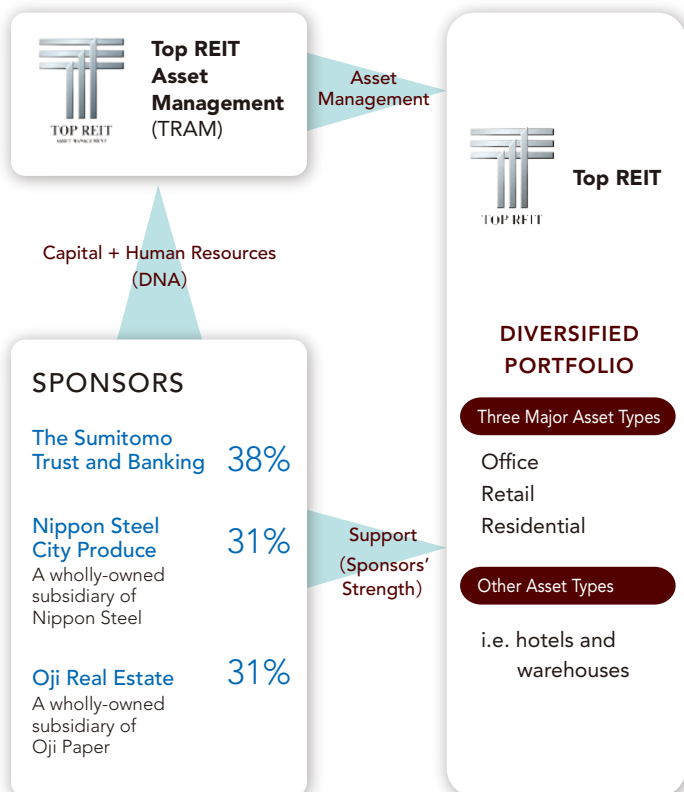 TOP REIT
ASSET MANAGEMENT
Top REIT
Asset
Management
(TRAM)
Asset
Management
TOP REIT
Top REIT
Capital + Human Resources
(DNA)
SPONSORS
The Sumitomo
Trust and Banking 38%
Nippon Steel
City Produce 31%
A wholly-owned
subsidiary of
Nippon Steel
Oji Real Estate 31%
A wholly-owned
subsidiary of
Oji Paper
Support
(Sponsors’
Strength)
DIVERSIFIED
PORTFOLIO
Three Major Asset Types
Office
Retail
Residential
Other Asset Types
i.e. hotels and
warehouses